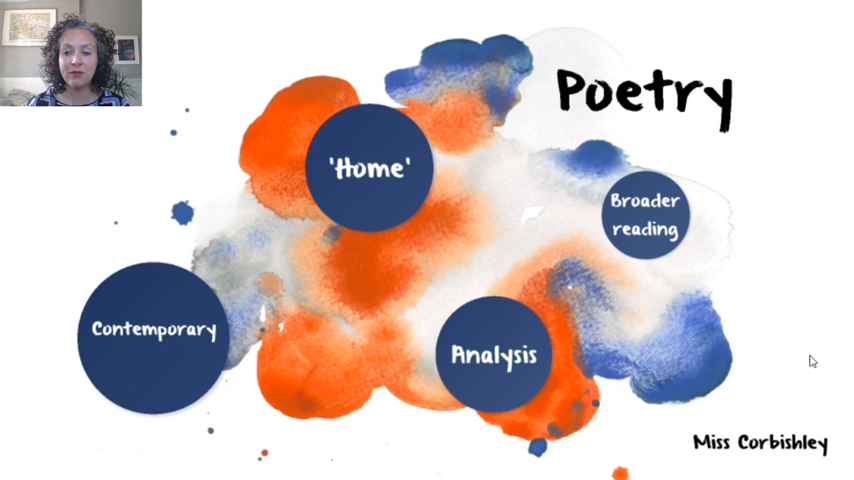 Poetry
'Home'
Broader
reading
Contemporary
Analysis
Miss Corbishley